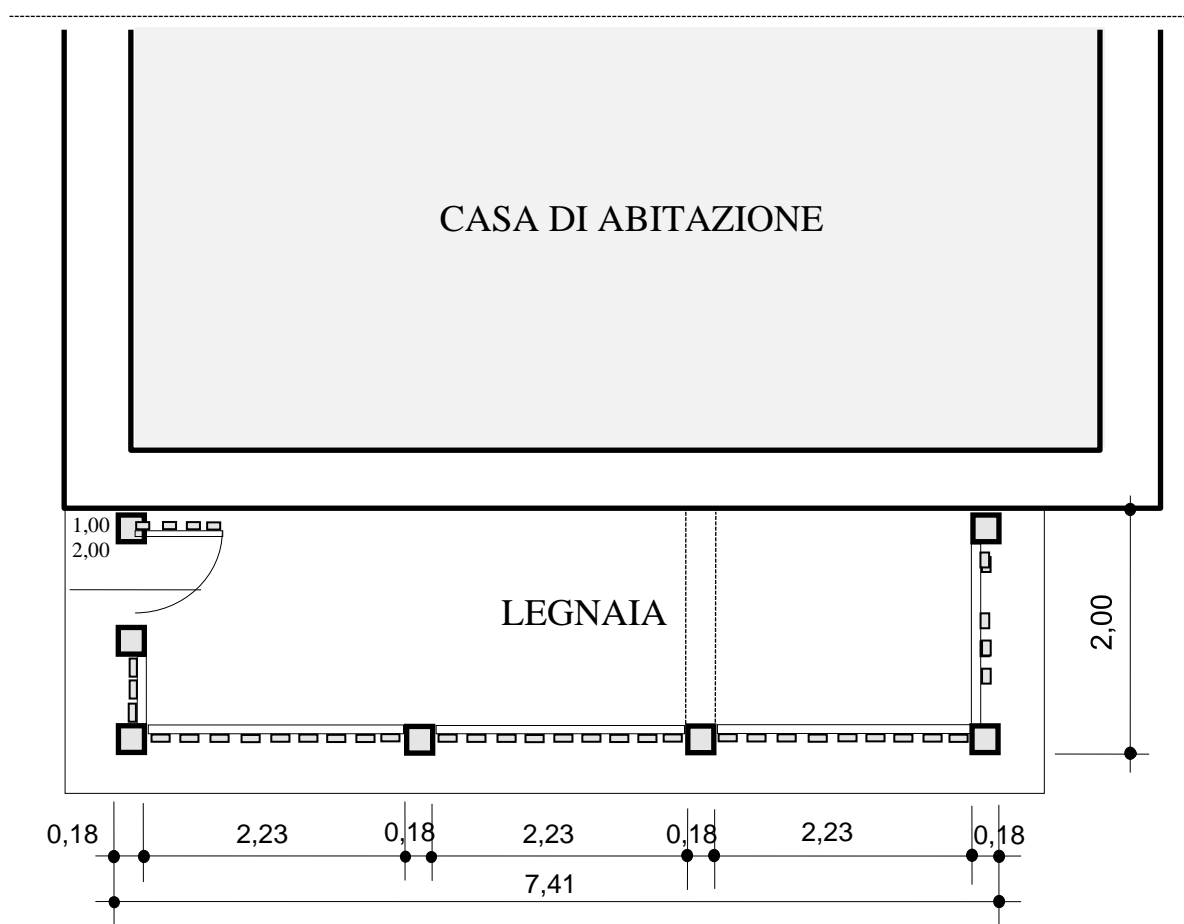 CASA DI ABITAZIONE
1,00
2,00
LEGNAIA
2,00
0,18 2,23 0,18 2,23 0,18 2,23 0,18
7,41